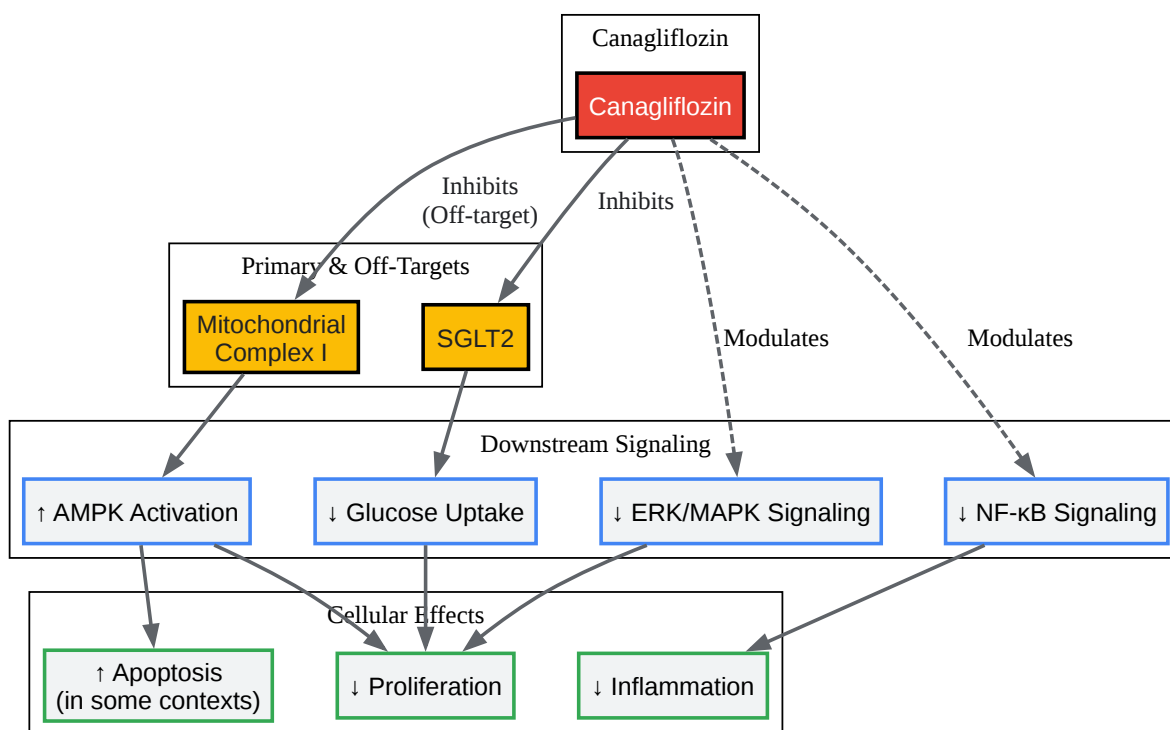 Canagliflozin
Canagliflozin
Inhibits
(Off-target)
Inhibits
Primary & Off-Targets
Mitochondrial
Complex I
SGLT2
Modulates
Modulates
Downstream Signaling
↑ AMPK Activation
↓ Glucose Uptake
↓ ERK/MAPK Signaling
↓ NF-κB Signaling
Cellular Effects
↑ Apoptosis
(in some contexts)
↓ Proliferation
↓ Inflammation